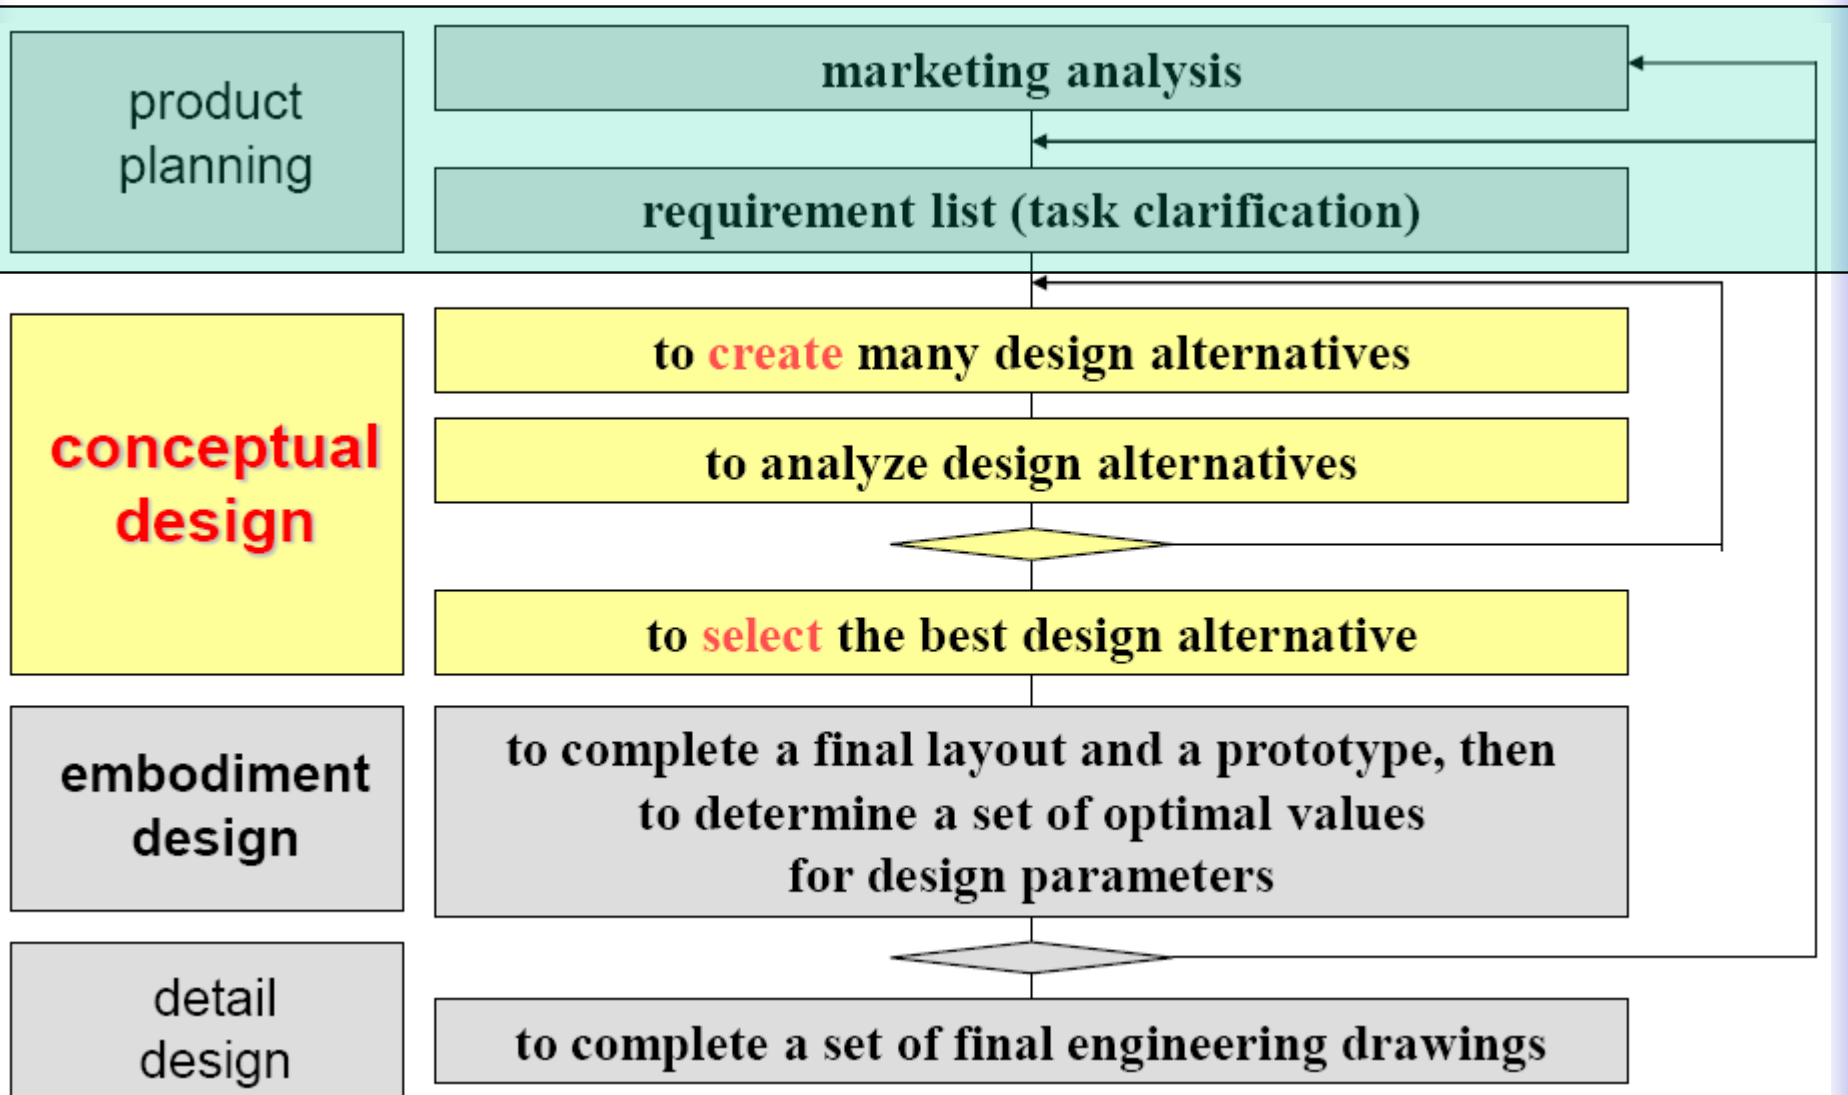 product
planning
marketing analysis
requirement list (task clarification)
conceptual
design
to create many design alternatives
to analyze design alternatives
to select the best design alternative
embodiment
design
to complete a final layout and a prototype, then
to determine a set of optimal values
for design parameters
detail
design
to complete a set of final engineering drawings